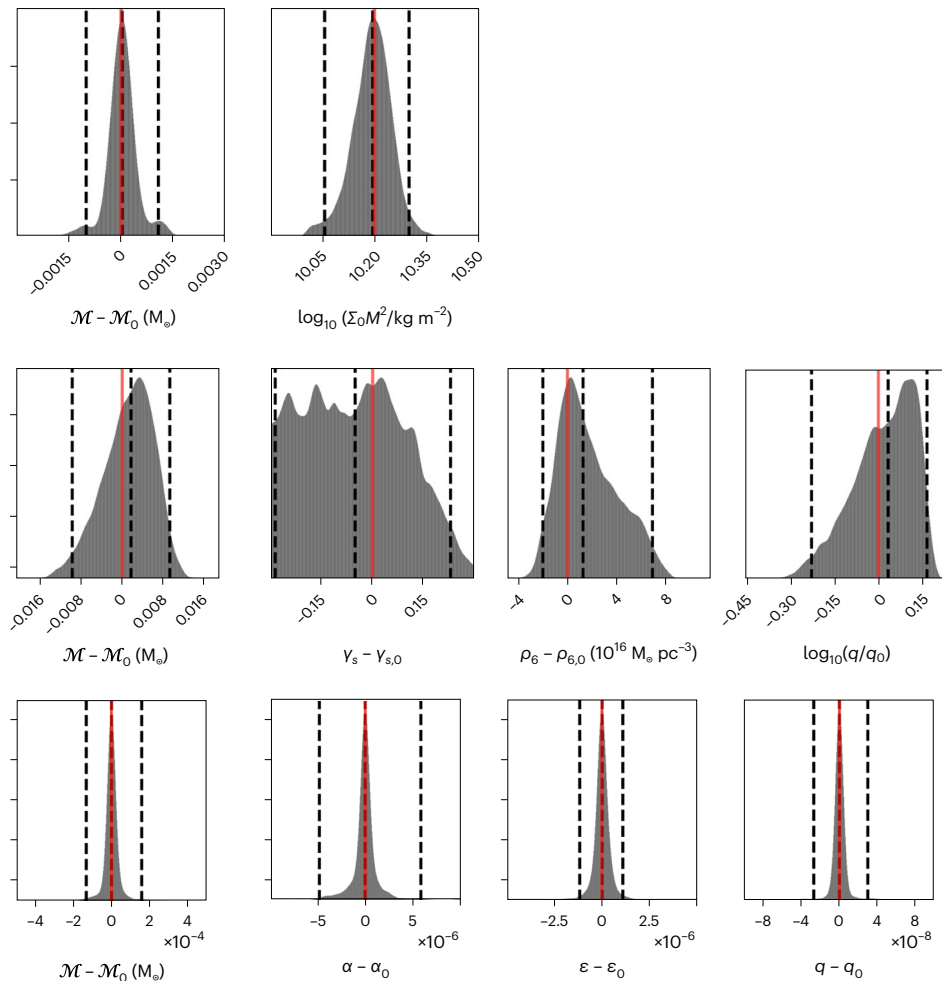 −0.0015 0 0.0015 0.0030
10.05 10.20 10.35 10.50
ℳ – ℳ₀ (M⊙)
log₁₀ (Σ₀M²/kg m⁻²)
−0.016 −0.008 0 0.008 0.016
−0.15 0 0.15
−4 0 4 8
−0.45 −0.30 −0.15 0 0.15
ℳ – ℳ₀ (M⊙)
γₛ – γₛ,₀
ρ₆ – ρ₆,₀ (10¹⁶ M⊙ pc⁻³)
log₁₀(q/q₀)
−4 −2 0 2 4
−5 0 5
−2.5 0 2.5
−8 −4 0 4 8
×10⁻⁴
×10⁻⁶
×10⁻⁶
×10⁻⁸
ℳ – ℳ₀ (M⊙)
α – α₀
ε – ε₀
q – q₀